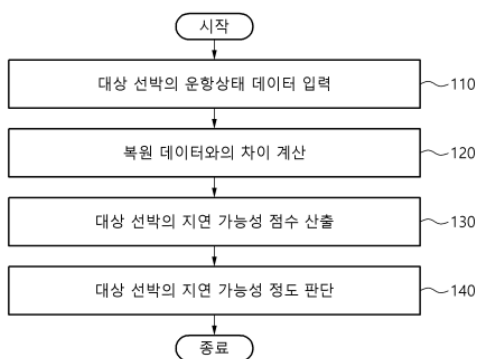 시작
대상 선박의 운항상태 데이터 입력
110
복원 데이터와의 차이 계산
120
대상 선박의 지연 가능성 점수 산출
130
대상 선박의 지연 가능성 정도 판단
140
종료